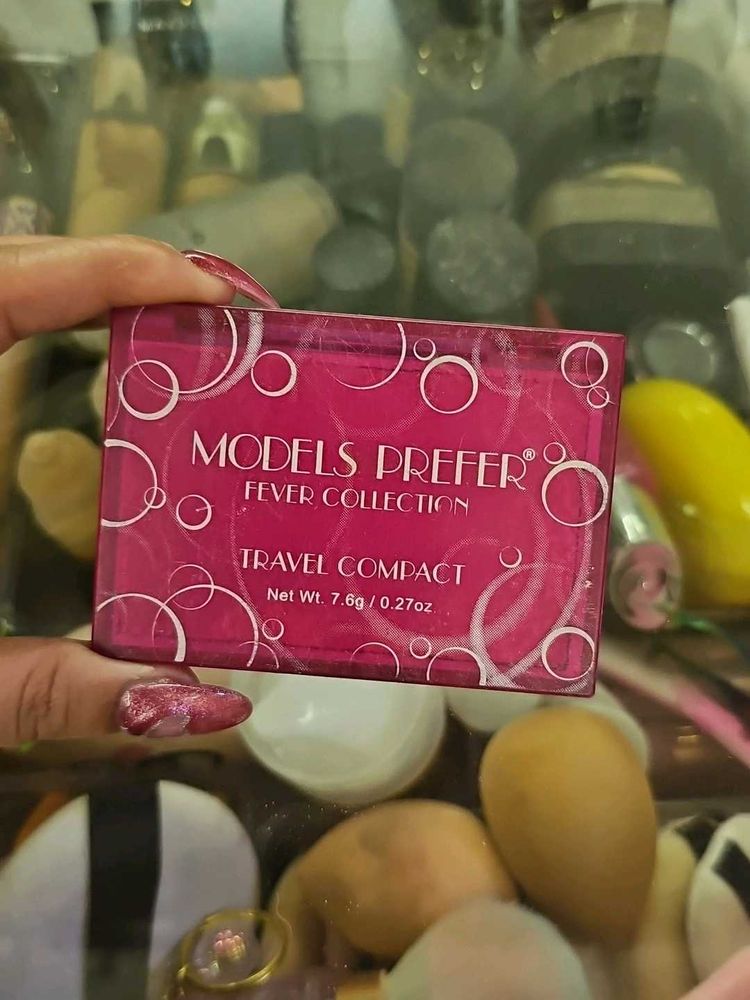 MODELS PREFER®
FEVER COLLECTION
TRAVEL COMPACT
Net Wt. 7.6g / 0.27oz